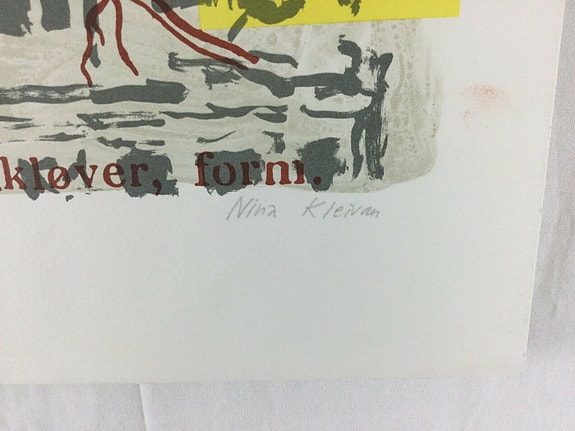 kløver, form.
Nina Kleivan